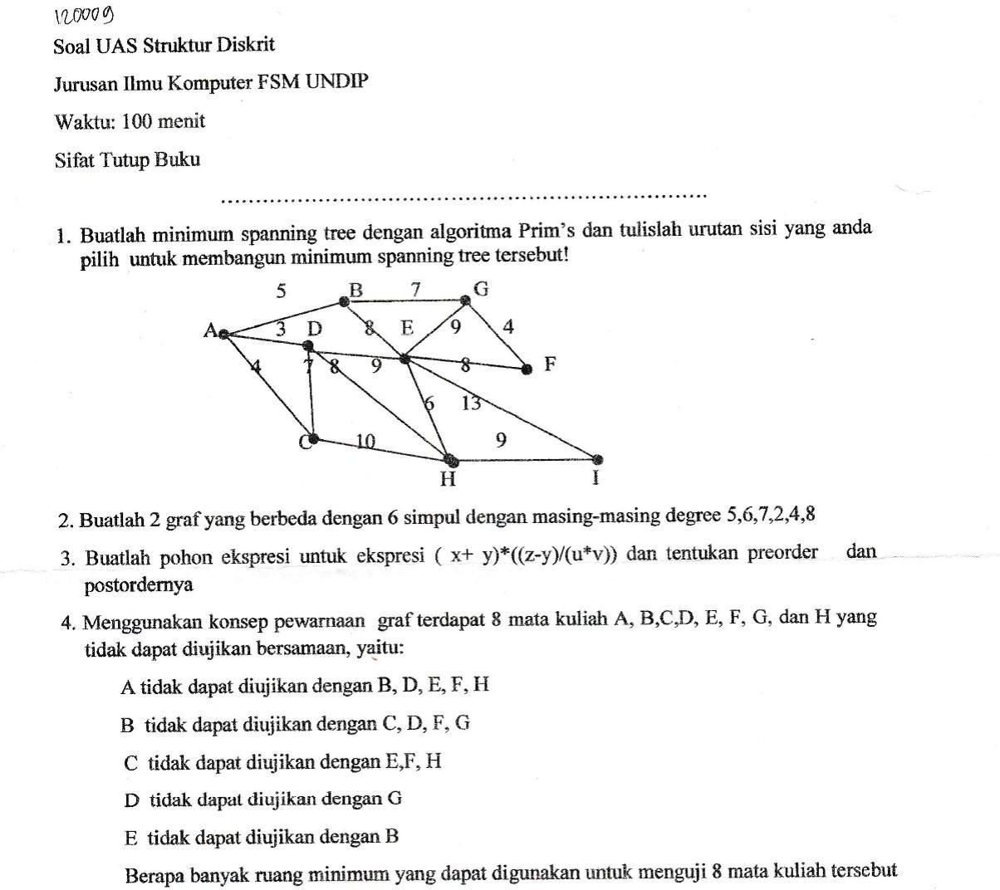 120009
Soal UAS Struktur Diskrit
Jurusan Ilmu Komputer FSM UNDIP
Waktu: 100 menit
Sifat Tutup Buku
1. Buatlah minimum spanning tree dengan algoritma Prim's dan tulislah urutan sisi yang anda
pilih untuk membangun minimum spanning tree tersebut!
5 B 7 G
A 3 D 8 E 9 4
4 7 8 9 8 F
6 13
C 10 9
H I
2. Buatlah 2 graf yang berbeda dengan 6 simpul dengan masing-masing degree 5,6,7,2,4,8
3. Buatlah pohon ekspresi untuk ekspresi ( x+ y)*((z-y)/(u*v)) dan tentukan preorder dan
postordernya
4. Menggunakan konsep pewarnaan graf terdapat 8 mata kuliah A, B,C,D, E, F, G, dan H yang
tidak dapat diujikan bersamaan, yaitu:
A tidak dapat diujikan dengan B, D, E, F, H
B tidak dapat diujikan dengan C, D, F, G
C tidak dapat diujikan dengan E,F, H
D tidak dapat diujikan dengan G
E tidak dapat diujikan dengan B
Berapa banyak ruang minimum yang dapat digunakan untuk menguji 8 mata kuliah tersebut